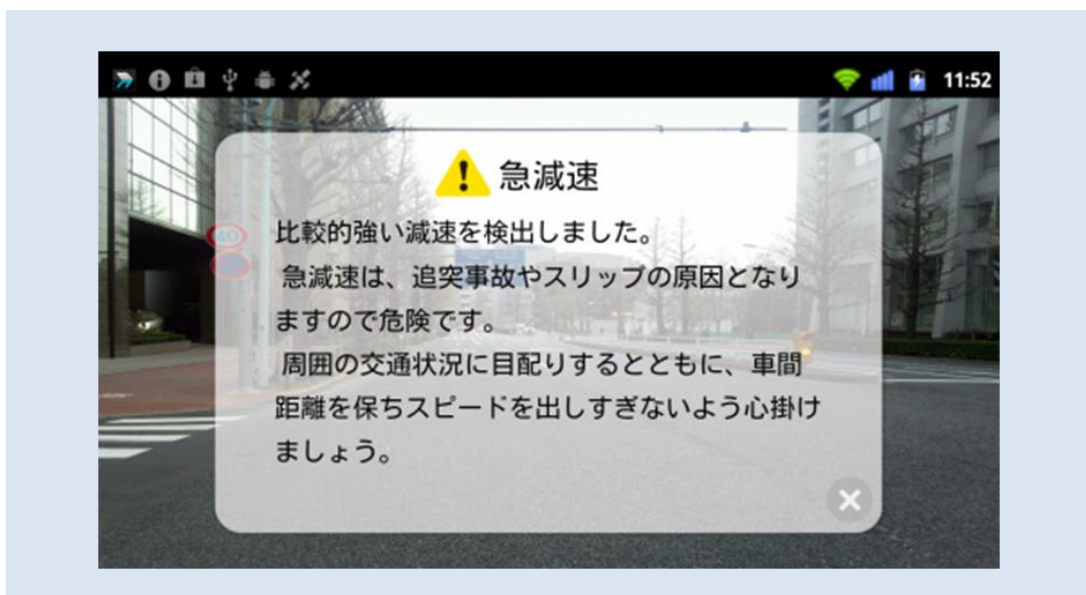 11:52
急減速
比較的強い減速を検出しました。
急減速は、追突事故やスリップの原因となり
ますので危険です。
周囲の交通状況に目配りするとともに、車間
距離を保ちスピードを出しすぎないよう心掛け
ましょう。
40